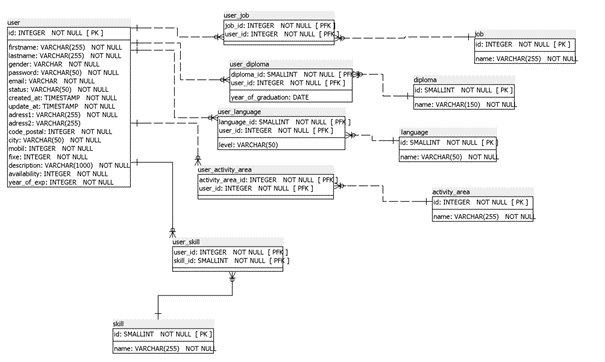 user
id: INTEGER NOT NULL [ PK ]
firstname: VARCHAR(255) NOT NULL
lastname: VARCHAR(255) NOT NULL
gender: VARCHAR NOT NULL
password: VARCHAR(50) NOT NULL
email: VARCHAR NOT NULL
status: VARCHAR(50) NOT NULL
created_at: TIMESTAMP NOT NULL
update_at: TIMESTAMP NOT NULL
adress1: VARCHAR(255) NOT NULL
adress2: VARCHAR(255)
code_postal: INTEGER NOT NULL
city: VARCHAR(50) NOT NULL
mobil: INTEGER NOT NULL
fixe: INTEGER NOT NULL
description: VARCHAR(1000) NOT NULL
availability: INTEGER NOT NULL
year_of_exp: INTEGER NOT NULL
user_job
job_id: INTEGER NOT NULL [ PFK ]
user_id: INTEGER NOT NULL [ PFK ]
job
id: INTEGER NOT NULL [ PK ]
name: VARCHAR(255) NOT NULL
user_diploma
diploma_id: SMALLINT NOT NULL [ PFK ]
user_id: INTEGER NOT NULL [ PFK ]
year_of_graduation: DATE
diploma
id: SMALLINT NOT NULL [ PK ]
name: VARCHAR(150) NOT NULL
user_language
language_id: SMALLINT NOT NULL [ PFK ]
user_id: INTEGER NOT NULL [ PFK ]
level: VARCHAR(50)
language
id: SMALLINT NOT NULL [ PK ]
name: VARCHAR(50) NOT NULL
user_activity_area
activity_area_id: INTEGER NOT NULL [ PFK ]
user_id: INTEGER NOT NULL [ PFK ]
activity_area
id: INTEGER NOT NULL [ PK ]
name: VARCHAR(255) NOT NULL
user_skill
user_id: INTEGER NOT NULL [ PFK ]
skill_id: SMALLINT NOT NULL [ PFK ]
skill
id: SMALLINT NOT NULL [ PK ]
name: VARCHAR(255) NOT NULL